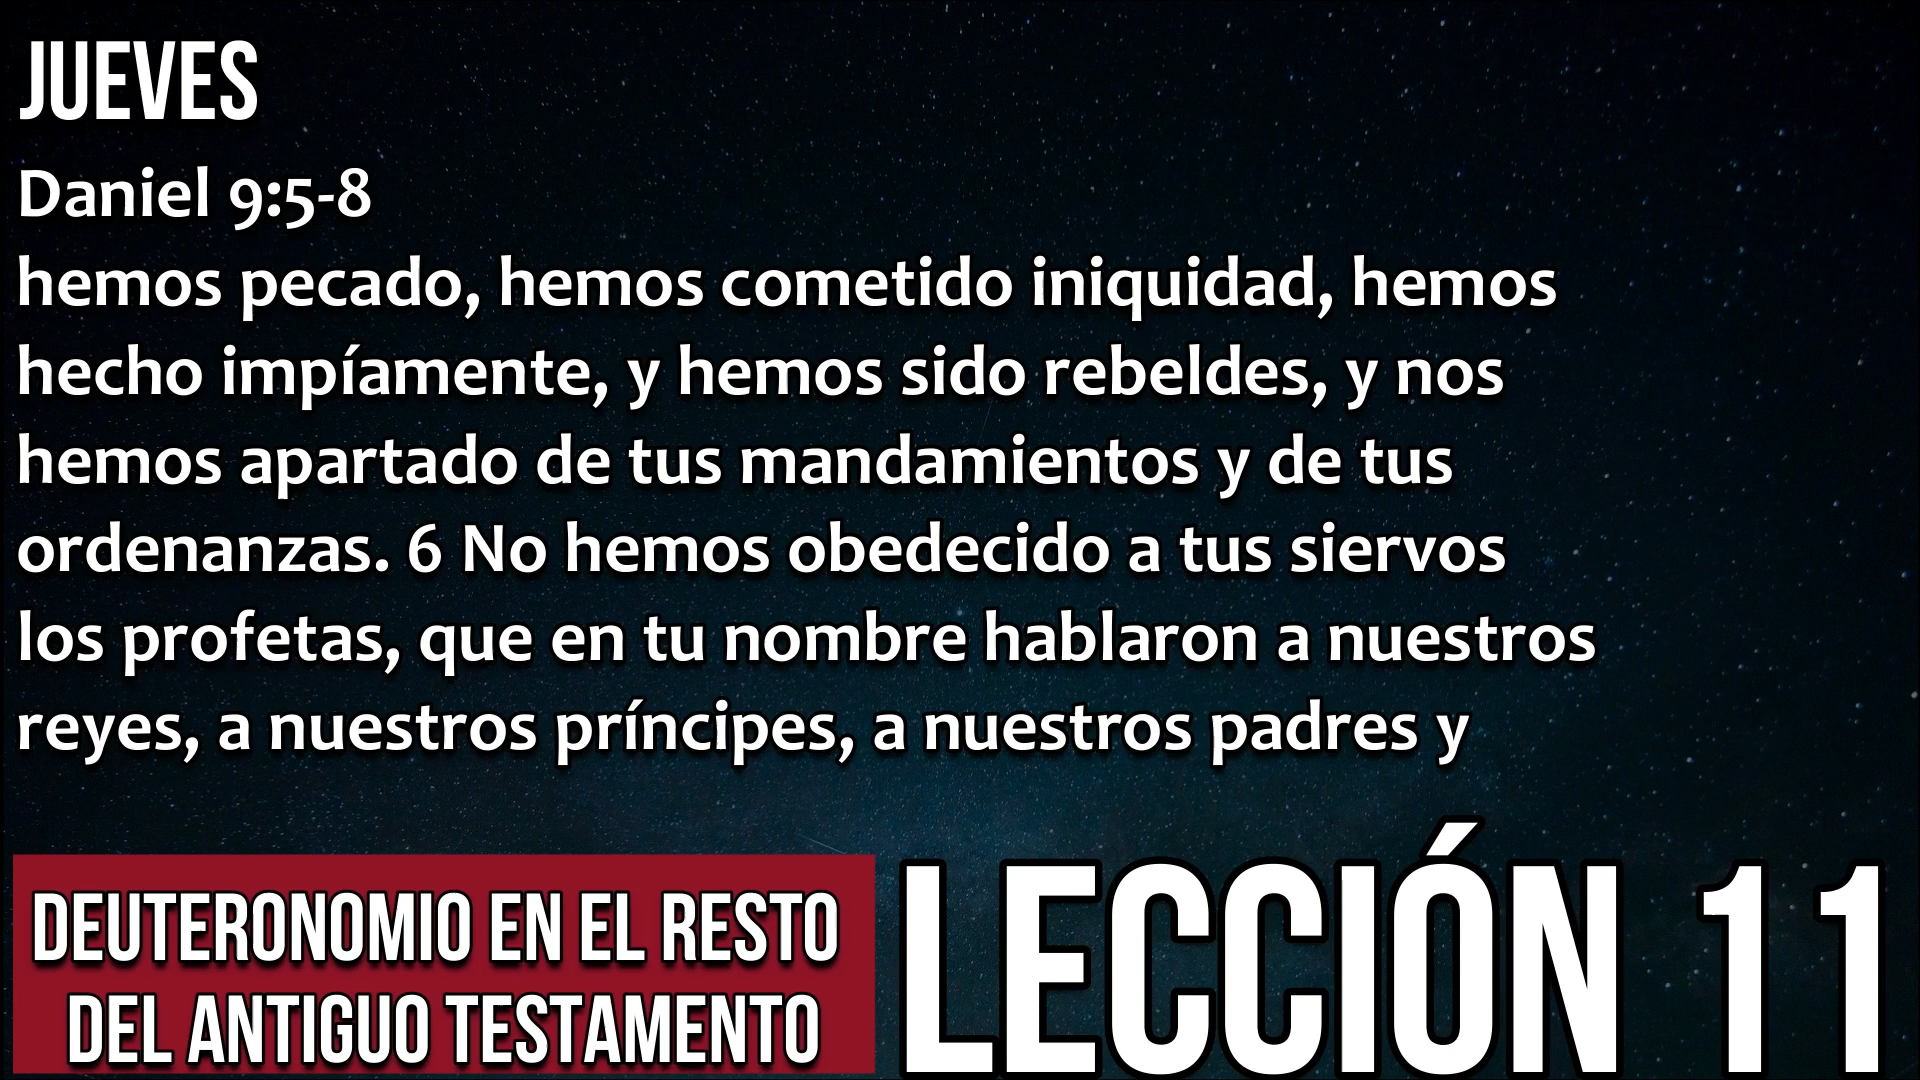 JUEVES
Daniel 9:5-8
hemos pecado, hemos cometido iniquidad, hemos
hecho impíamente, y hemos sido rebeldes, y nos
hemos apartado de tus mandamientos y de tus
ordenanzas. 6 No hemos obedecido a tus siervos
los profetas, que en tu nombre hablaron a nuestros
reyes, a nuestros príncipes, a nuestros padres y
DEUTERONOMIO EN EL RESTO
DEL ANTIGUO TESTAMENTO
LECCIÓN 11